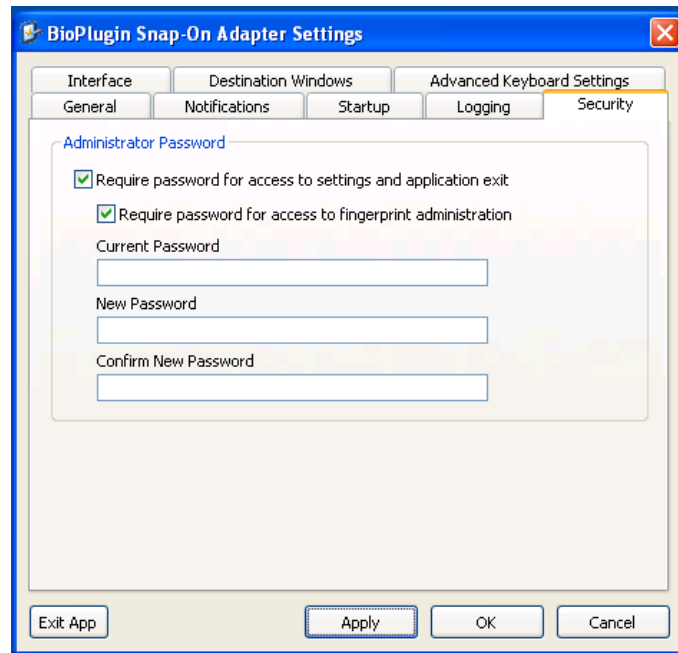 BioPlugin Snap-On Adapter Settings
Interface Destination Windows Advanced Keyboard Settings
General Notifications Startup Logging Security
Administrator Password
Require password for access to settings and application exit
Require password for access to fingerprint administration
Current Password
New Password
Confirm New Password
Exit App Apply OK Cancel